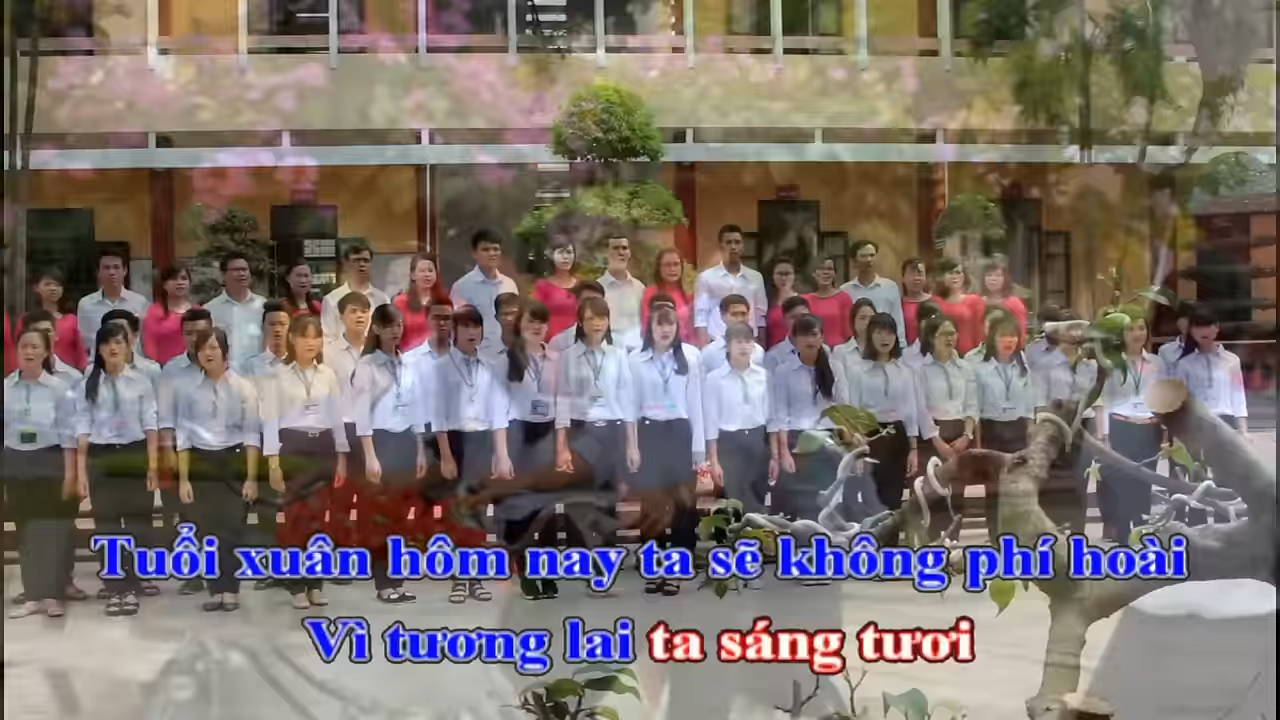 Tuổi xuân hôm nay ta sẽ không phí hoài
Vì tương lai ta sáng tươi